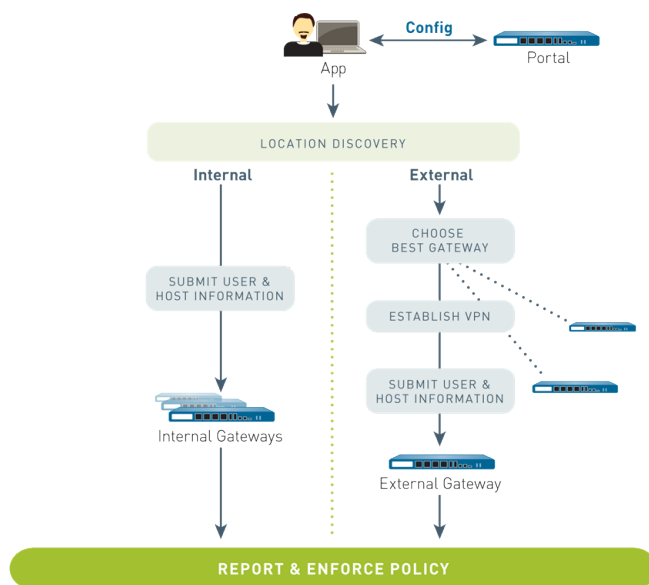 Config
App
Portal
LOCATION DISCOVERY
Internal
External
CHOOSE
BEST GATEWAY
SUBMIT USER &
HOST INFORMATION
ESTABLISH VPN
SUBMIT USER &
HOST INFORMATION
Internal Gateways
External Gateway
REPORT & ENFORCE POLICY